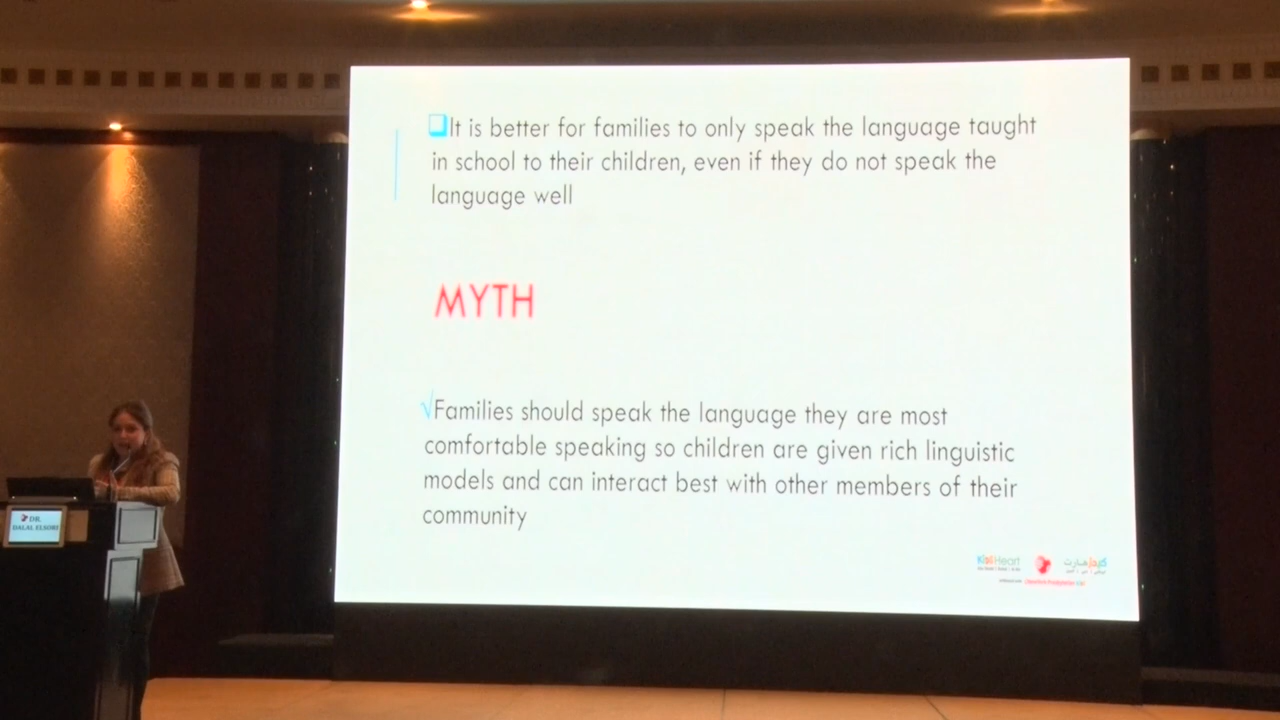 It is better for families to only speak the language taught
in school to their children, even if they do not speak the
language well
MYTH
√Families should speak the language they are most
comfortable speaking so children are given rich linguistic
models and can interact best with other members of their
community
DR.
DALAL ELSORI
KidsHeart
كيدزهارت